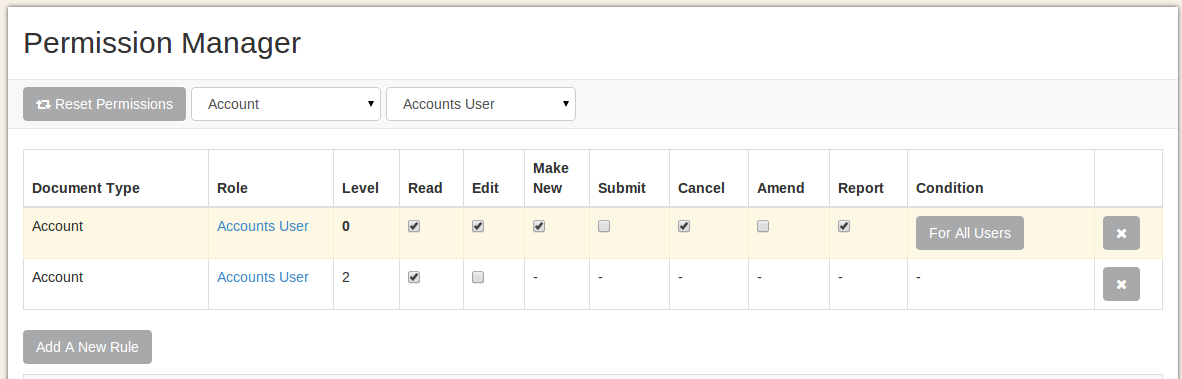 Permission Manager
Reset Permissions Account Accounts User
Document Type Role Level Read Edit Make New Submit Cancel Amend Report Condition
Account Accounts User 0 For All Users
Account Accounts User 2 - - - - - -
Add A New Rule